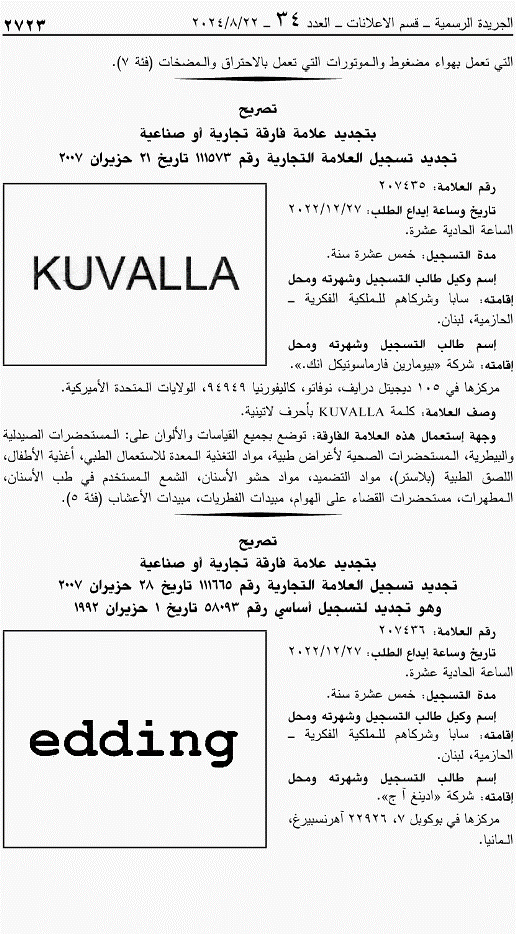 الجريدة الرسمية ــ قسم الاعلانات ــ العدد ٣٤ ــ ٢٠٢٤/٨/٢٢ ٢٧٢٣
التي تعمل بهواء مضغوط والموتورات التي تعمل بالاحتراق والمضخات (فئة ٧).
تصريح
بتجديد علامة فارقة تجارية أو صناعية
تجديد تسجيل العلامة التجارية رقم ١١١٥٧٣ تاريخ ٢١ حزيران ٢٠٠٧
رقم العلامة: ٢٠٧٤٣٥
تاريخ وساعة إيداع الطلب: ٢٠٢٢/١٢/٢٧
الساعة الحادية عشرة.
مدة التسجيل: خمس عشرة سنة.
إسم وكيل طالب التسجيل وشهرته ومحل
إقامته: سابا وشركاهم للملكية الفكرية ــ
الحازمية، لبنان.
إسم طالب التسجيل وشهرته ومحل
إقامته: شركة «بيومارين فارماسوتيكل انك.».
KUVALLA
مركزها في ١٠٥ ديجيتل درايف، نوفاتو، كاليفورنيا ٩٤٩٤٩، الولايات المتحدة الأميركية.
وصف العلامة: كلمة KUVALLA بأحرف لاتينية.
وجهة إستعمال هذه العلامة الفارقة: توضع بجميع القياسات والألوان على: المستحضرات الصيدلية
والبيطرية، المستحضرات الصحية لأغراض طبية، مواد التغذية المعدة للاستعمال الطبي، أغذية الأطفال،
اللصق الطبية (بلاستر)، مواد التضميد، مواد حشو الأسنان، الشمع المستخدم في طب الأسنان،
المطهرات، مستحضرات القضاء على الهوام، مبيدات الفطريات، مبيدات الأعشاب (فئة ٥).
تصريح
بتجديد علامة فارقة تجارية أو صناعية
تجديد تسجيل العلامة التجارية رقم ١١١٦٦٥ تاريخ ٢٨ حزيران ٢٠٠٧
وهو تجديد لتسجيل أساسي رقم ٥٨٠٩٣ تاريخ ١ حزيران ١٩٩٢
رقم العلامة: ٢٠٧٤٣٦
تاريخ وساعة إيداع الطلب: ٢٠٢٢/١٢/٢٧
الساعة الحادية عشرة.
مدة التسجيل: خمس عشرة سنة.
إسم وكيل طالب التسجيل وشهرته ومحل
إقامته: سابا وشركاهم للملكية الفكرية ــ
الحازمية، لبنان.
إسم طالب التسجيل وشهرته ومحل
إقامته: شركة «ادينغ آ ج».
مركزها في بوكوبل ٧، ٢٢٩٢٦ آهرنسبيرغ،
المانيا.
edding